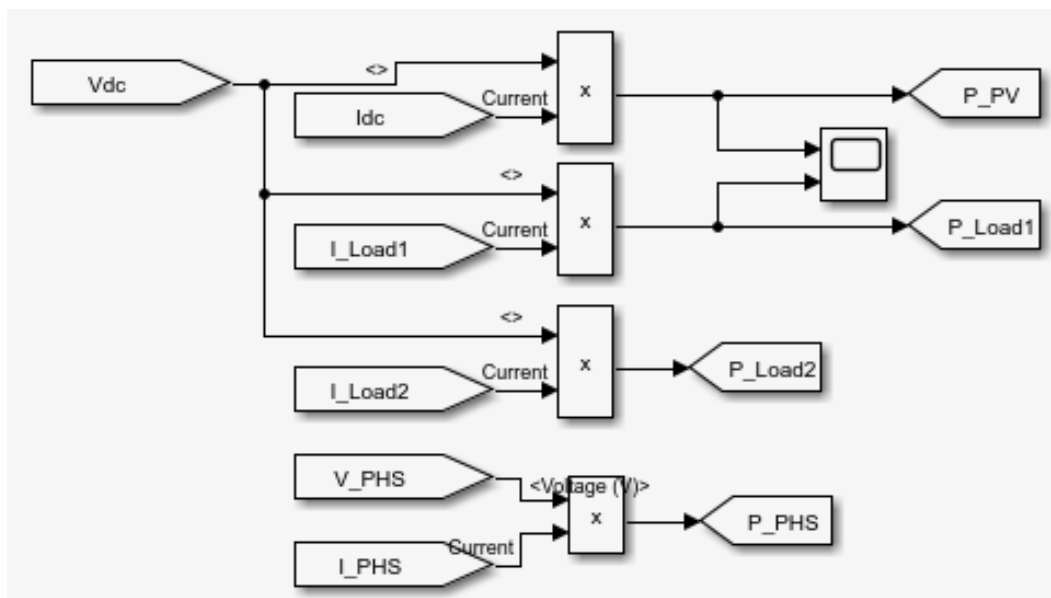 Vdc
<>
Idc
Current
x
P_PV
<>
I_Load1
Current
x
P_Load1
<>
I_Load2
Current
x
P_Load2
V_PHS
<Voltage (V)>
I_PHS
Current
x
P_PHS